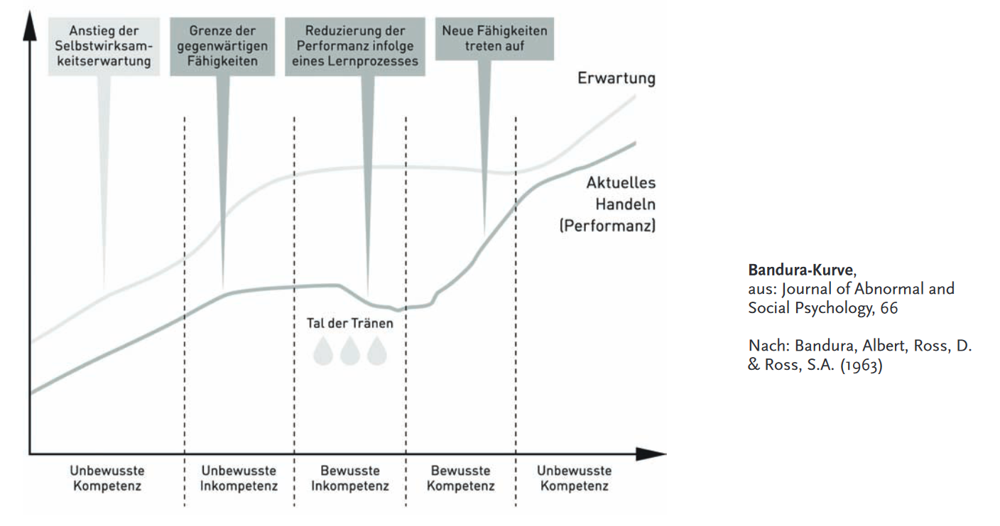 Anstieg der
Selbstwirksam-
keitserwartung
Grenze der
gegenwärtigen
Fähigkeiten
Reduzierung der
Performanz infolge
eines Lernprozesses
Neue Fähigkeiten
treten auf
Erwartung
Aktuelles
Handeln
(Performanz)
Tal der Tränen
Unbewusste
Kompetenz
Unbewusste
Inkompetenz
Bewusste
Inkompetenz
Bewusste
Kompetenz
Unbewusste
Kompetenz
Bandura-Kurve,
aus: Journal of Abnormal and
Social Psychology, 66
Nach: Bandura, Albert, Ross, D.
& Ross, S.A. (1963)